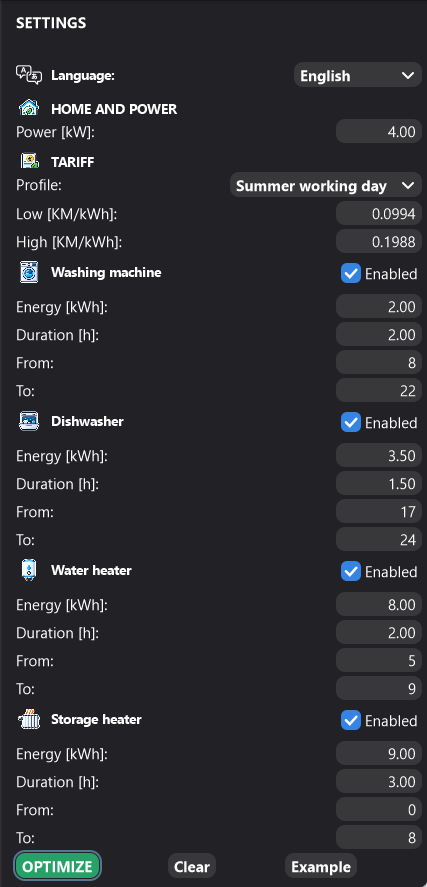 SETTINGS
Language: English
HOME AND POWER
Power [kW]: 4.00
TARIFF
Profile: Summer working day
Low [KM/kWh]: 0.0994
High [KM/kWh]: 0.1988
Washing machine Enabled
Energy [kWh]: 2.00
Duration [h]: 2.00
From: 8
To: 22
Dishwasher Enabled
Energy [kWh]: 3.50
Duration [h]: 1.50
From: 17
To: 24
Water heater Enabled
Energy [kWh]: 8.00
Duration [h]: 2.00
From: 5
To: 9
Storage heater Enabled
Energy [kWh]: 9.00
Duration [h]: 3.00
From: 0
To: 8
OPTIMIZE Clear Example